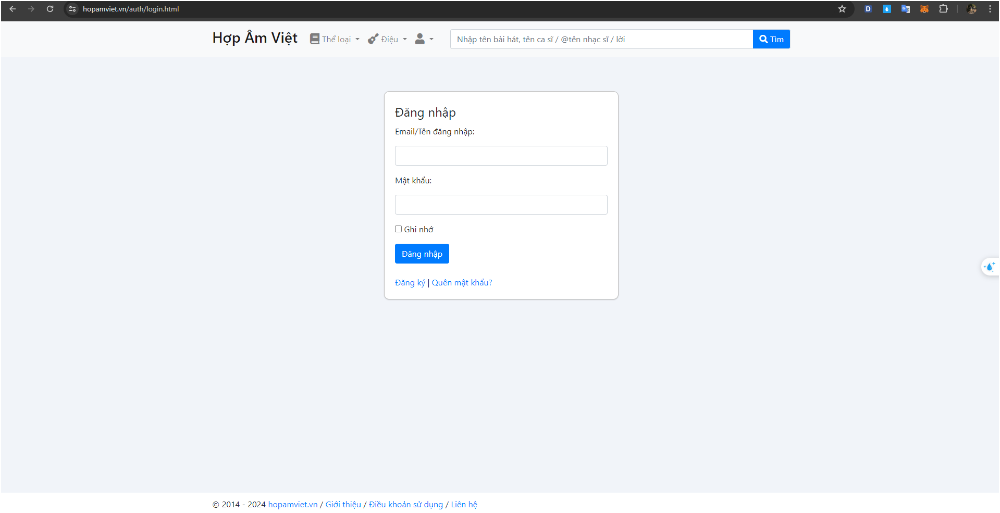 hopamviet.vn/auth/login.html
Hợp Âm Việt Thể loại Điệu Nhập tên bài hát, tên ca sĩ / @tên nhạc sĩ / lời Tìm
Đăng nhập
Email/Tên đăng nhập:
Mật khẩu:
Ghi nhớ
Đăng nhập
Đăng ký | Quên mật khẩu?
© 2014 - 2024 hopamviet.vn / Giới thiệu / Điều khoản sử dụng / Liên hệ